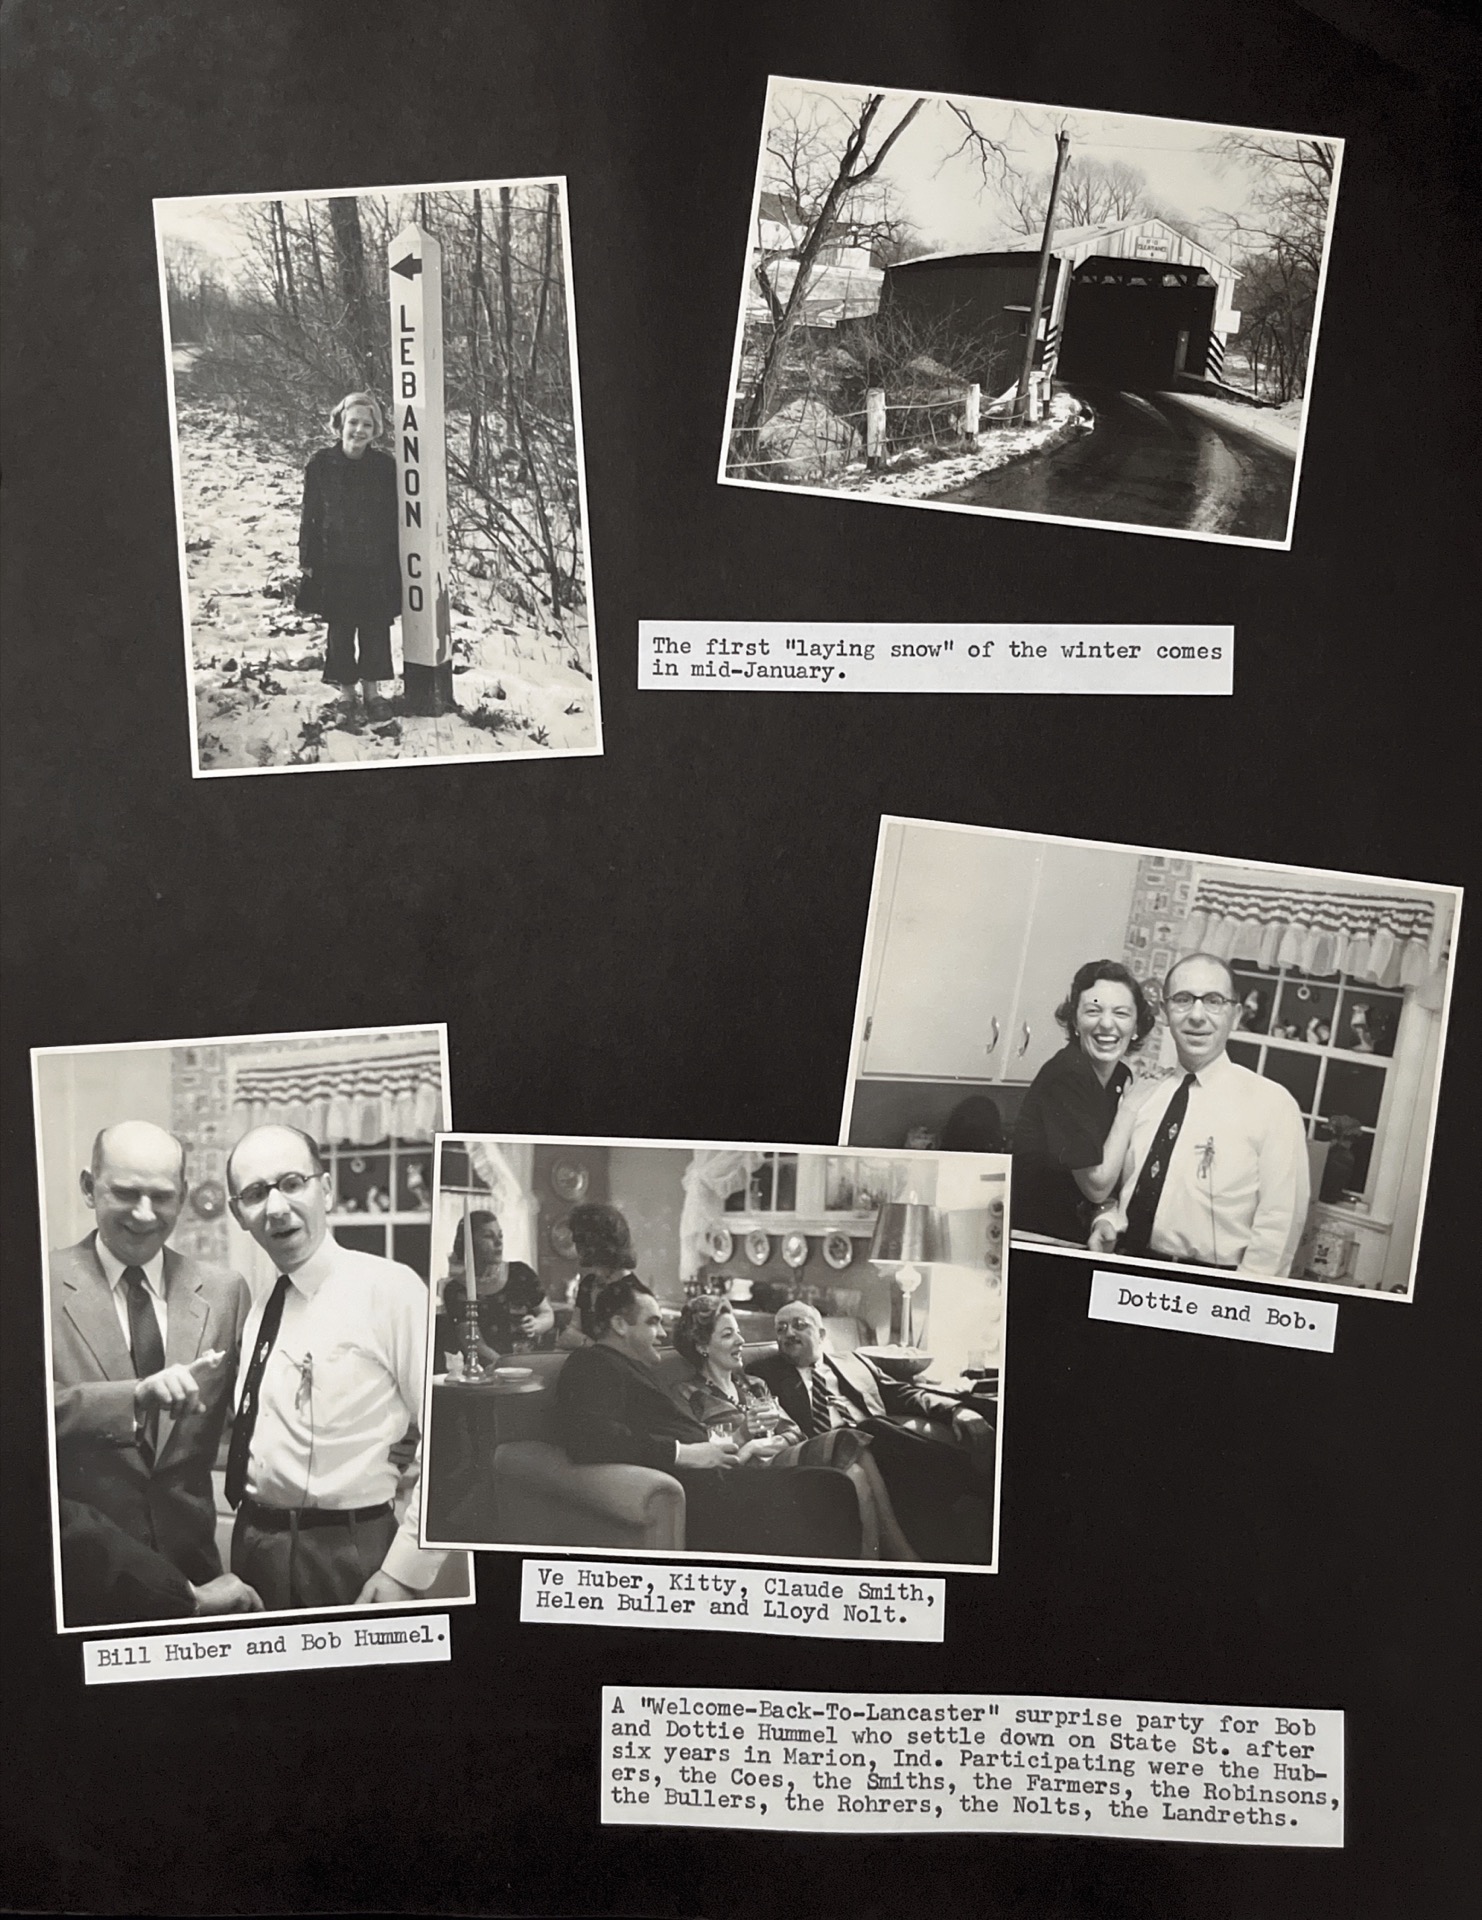 LEBANON CO
CLEARANCE
The first "laying snow" of the winter comes
in mid-January.
Dottie and Bob.
Ve Huber, Kitty, Claude Smith,
Helen Buller and Lloyd Nolt.
Bill Huber and Bob Hummel.
A "Welcome-Back-To-Lancaster" surprise party for Bob
and Dottie Hummel who settle down on State St. after
six years in Marion, Ind. Participating were the Hub-
ers, the Coes, the Smiths, the Farmers, the Robinsons,
the Bullers, the Rohrers, the Nolts, the Landreths.